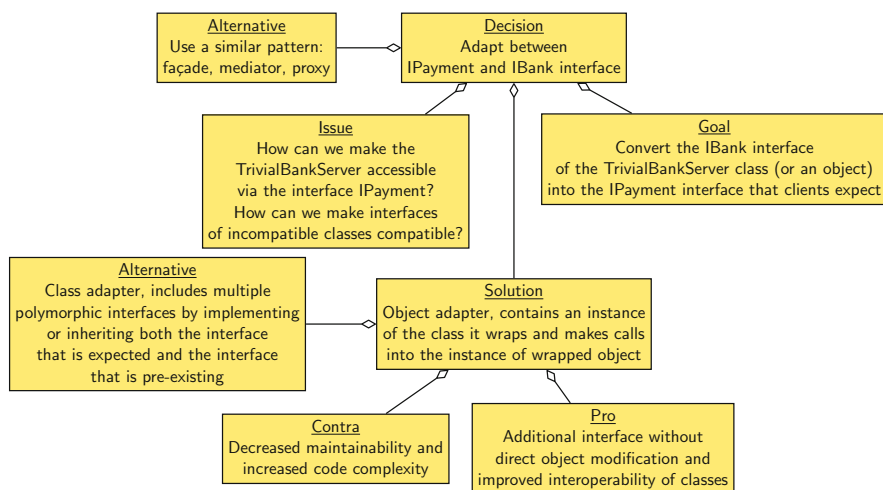 Alternative
Use a similar pattern:
façade, mediator, proxy
Decision
Adapt between
IPayment and IBank interface
Issue
How can we make the
TrivialBankServer accessible
via the interface IPayment?
How can we make interfaces
of incompatible classes compatible?
Goal
Convert the IBank interface
of the TrivialBankServer class (or an object)
into the IPayment interface that clients expect
Alternative
Class adapter, includes multiple
polymorphic interfaces by implementing
or inheriting both the interface
that is expected and the interface
that is pre-existing
Solution
Object adapter, contains an instance
of the class it wraps and makes calls
into the instance of wrapped object
Contra
Decreased maintainability and
increased code complexity
Pro
Additional interface without
direct object modification and
improved interoperability of classes